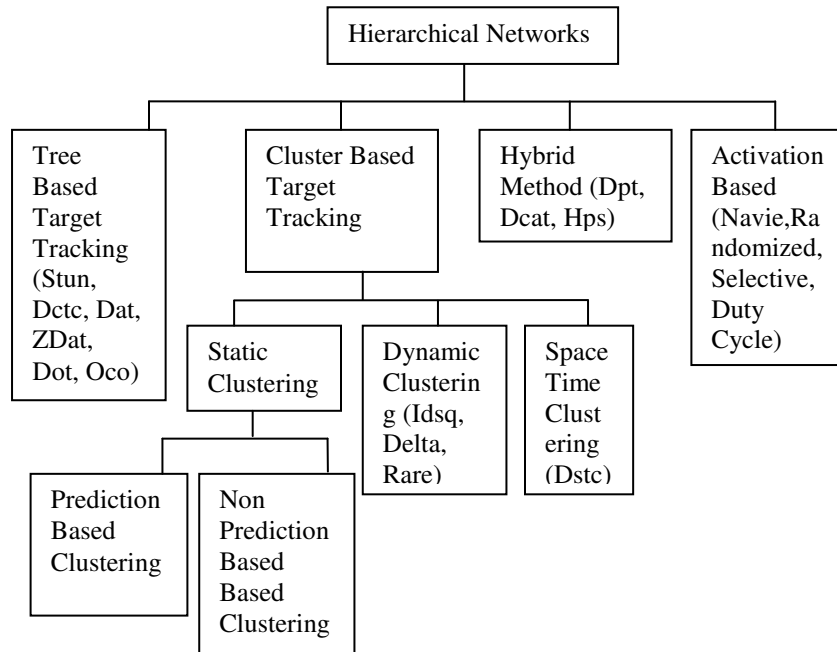 Hierarchical Networks
Tree
Based
Target
Tracking
(Stun,
Dctc, Dat,
ZDat,
Dot, Oco)
Cluster Based
Target
Tracking
Hybrid
Method (Dpt,
Dcat, Hps)
Activation
Based
(Navie,Ra
ndomized,
Selective,
Duty
Cycle)
Static
Clustering
Dynamic
Clusterin
g (Idsq,
Delta,
Rare)
Space
Time
Clust
ering
(Dstc)
Prediction
Based
Clustering
Non
Prediction
Based
Based
Clustering